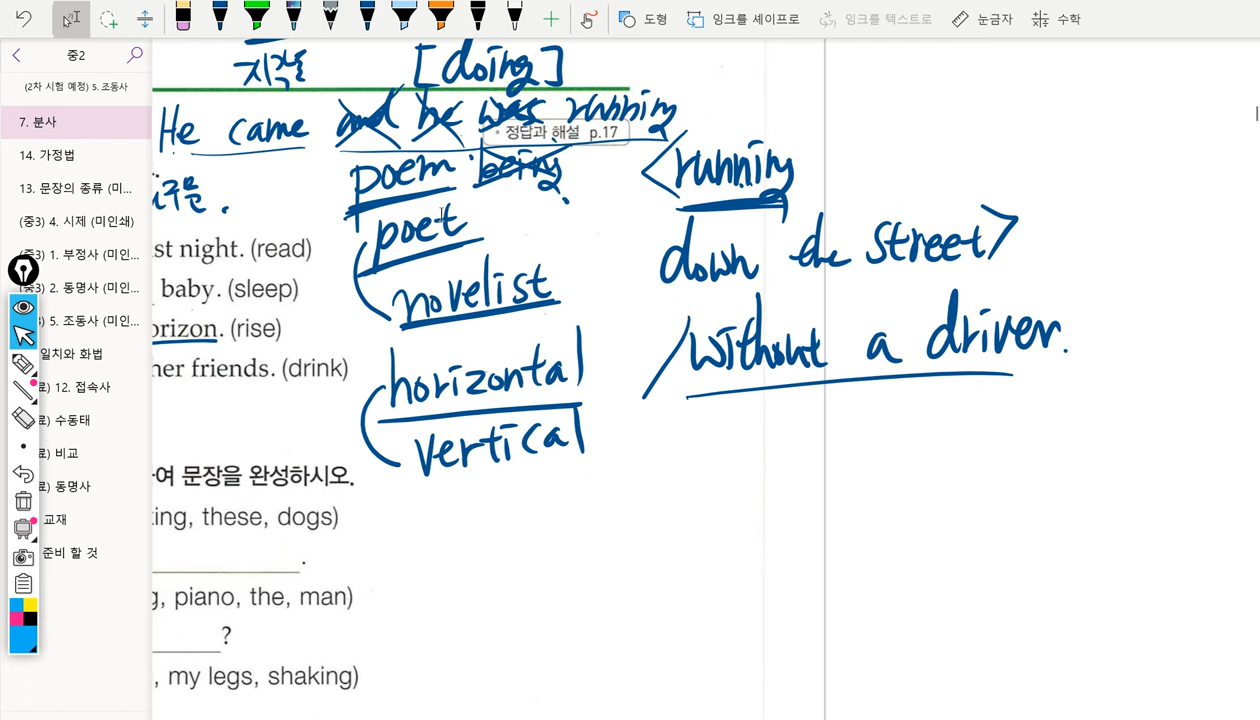 도형
잉크를 셰이프로
잉크를 텍스트로
눈금자
수학
중2
(2차 시험 예정) 5. 조동사
7. 분사
14. 가정법
13. 문장의 종류 (미...
(중3) 4. 시제 (미인쇄)
3) 1. 부정사 (미인...
3) 2. 동명사 (미인...
) 5. 조동사 (미인...
일치와 화법
료) 12. 접속사
료) 수동태
료) 비교
료) 동명사
교재
준비 할 것
지각동 [doing]
He came and he was running
• 정답과 해설 p.17
poem being.
<running
구문.
poet
down the street>
st night. (read)
baby. (sleep)
novelist
orizon. (rise)
/without a driver.
her friends. (drink)
horizontal
vertical
여 문장을 완성하시오.
king, these, dogs)
.
g, piano, the, man)
?
, my legs, shaking)